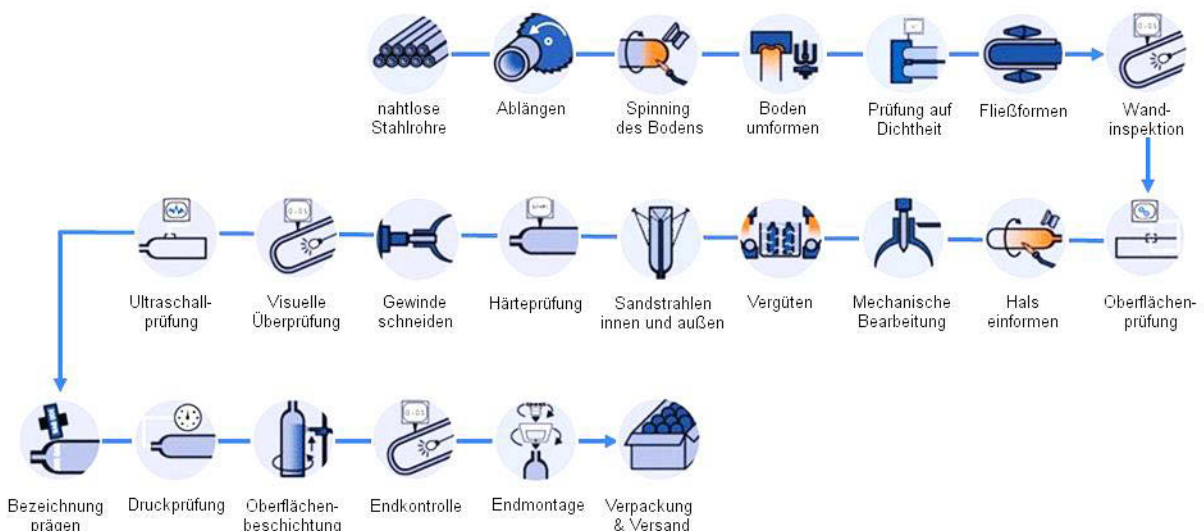 nahtlose
Stahlrohre
Ablängen
Spinning
des Bodens
Boden
umformen
Prüfung auf
Dichtheit
Fließformen
Wand-
inspektion
Ultraschall-
prüfung
Visuelle
Überprüfung
Gewinde
schneiden
Härteprüfung
Sandstrahlen
innen und außen
Vergüten
Mechanische
Bearbeitung
Hals
einformen
Oberflächen-
prüfung
Bezeichnung
prägen
Druckprüfung
Oberflächen-
beschichtung
Endkontrolle
Endmontage
Verpackung
& Versand